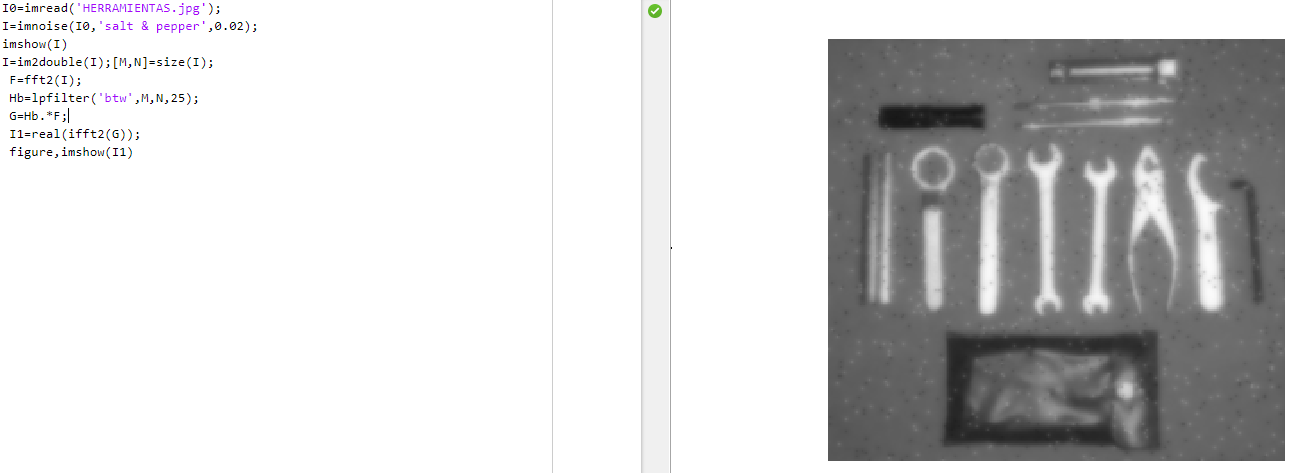 I0=imread('HERRAMIENTAS.jpg');
I=imnoise(I0,'salt & pepper',0.02);
imshow(I)
I=im2double(I);[M,N]=size(I);
F=fft2(I);
Hb=lpfilter('btw',M,N,25);
G=Hb.*F;
I1=real(ifft2(G));
figure,imshow(I1)